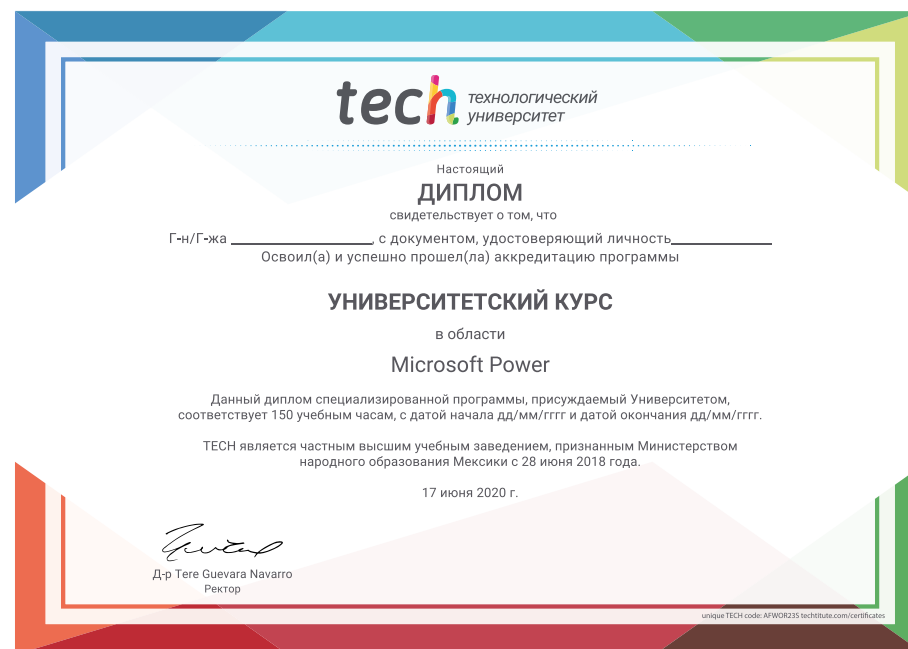 tech технологический
университет
Настоящий
ДИПЛОМ
свидетельствует о том, что
Г-н/Г-жа ____________________, с документом, удостоверяющий личность______________
Освоил(а) и успешно прошел(ла) аккредитацию программы
УНИВЕРСИТЕТСКИЙ КУРС
в области
Microsoft Power
Данный диплом специализированной программы, присуждаемый Университетом,
соответствует 150 учебным часам, с датой начала дд/мм/гггг и датой окончания дд/мм/гггг.
TECH является частным высшим учебным заведением, признанным Министерством
народного образования Мексики с 28 июня 2018 года.
17 июня 2020 г.
Д-р Tere Guevara Navarro
Ректор
unique TECH code: AFWOR23S techtitute.com/certificates